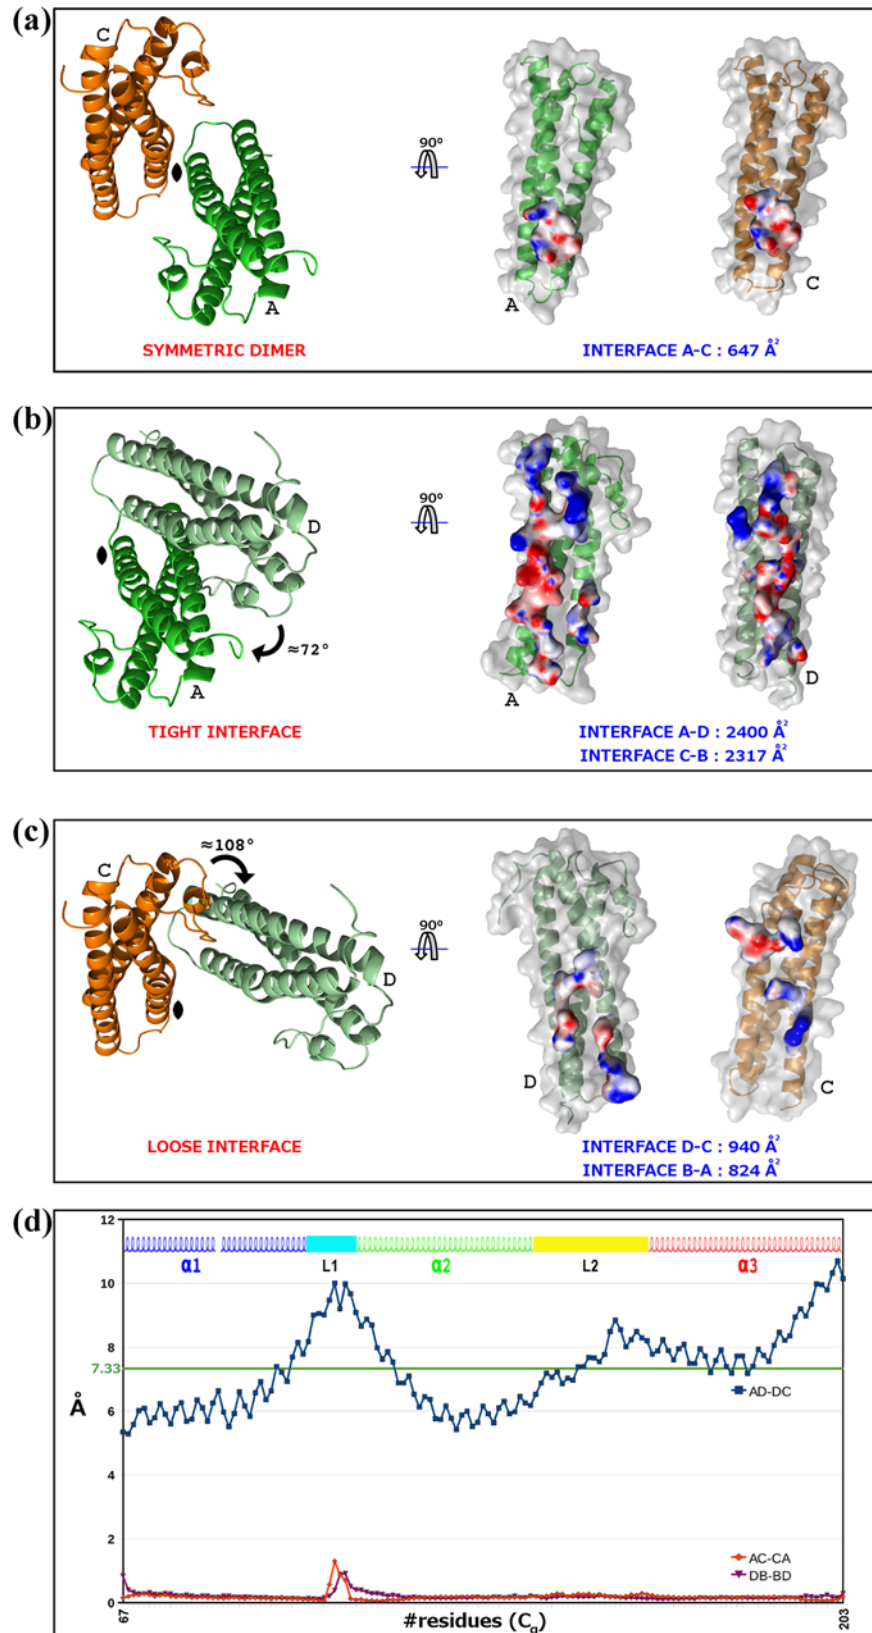 (a)
C
A
90°
A
C
SYMMETRIC DIMER
INTERFACE A-C : 647 Å²
(b)
D
A
≈72°
90°
A
D
TIGHT INTERFACE
INTERFACE A-D : 2400 Å²
INTERFACE C-B : 2317 Å²
(c)
C
≈108°
D
90°
D
C
LOOSE INTERFACE
INTERFACE D-C : 940 Å²
INTERFACE B-A : 824 Å²
(d)
12
α1 L1 α2 L2 α3
10
8
7.33
Å
AD-DC
6
4
2
AC-CA
DB-BD
0
67
#residues (Cα)
203